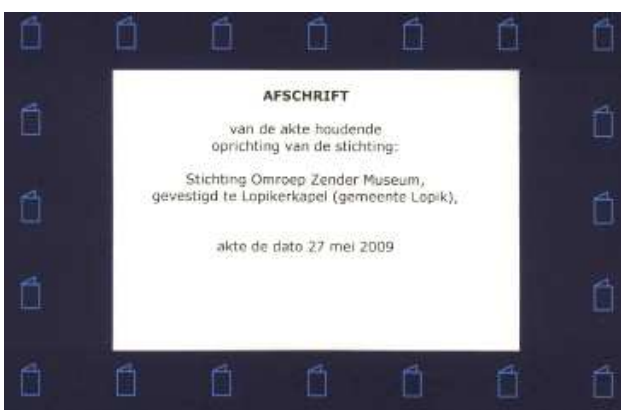 AFSCHRIFT
van de akte houdende
oprichting van de stichting:
Stichting Omroep Zender Museum,
gevestigd te Lopikerkapel (gemeente Lopik),
akte de dato 27 mei 2009